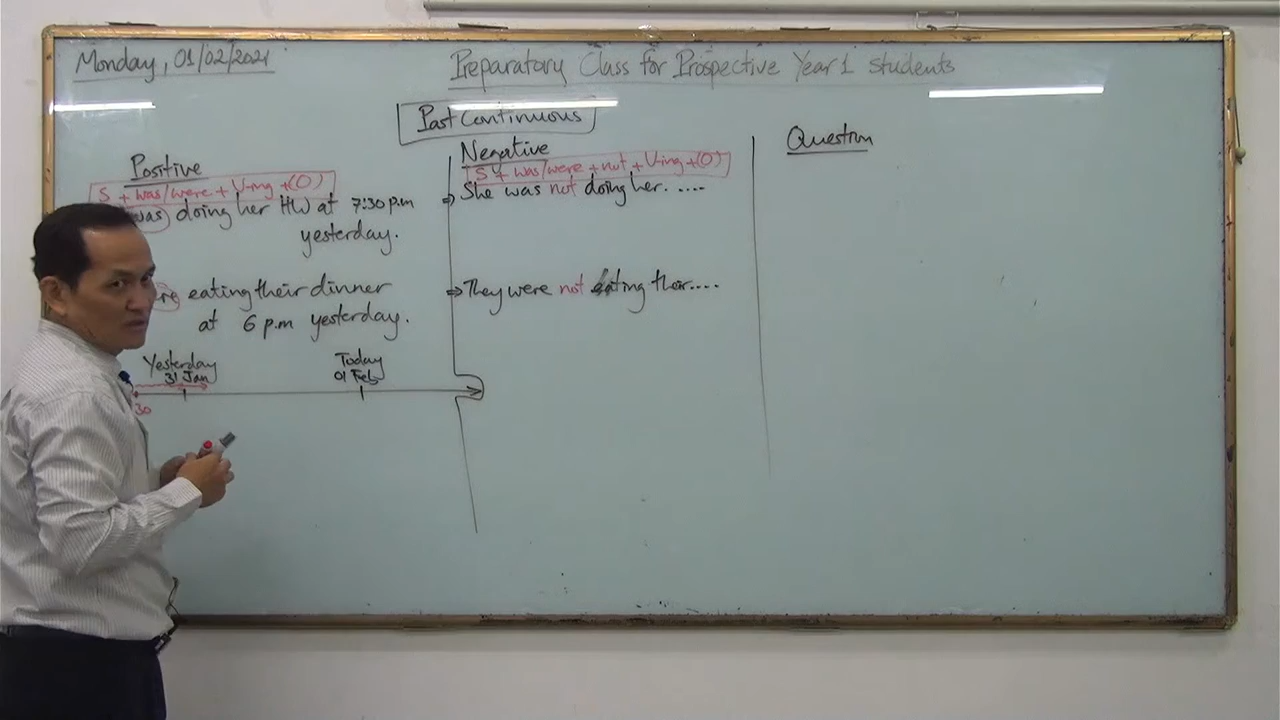 Monday, 01/02/2021
Preparatory Class for Prospective Year 1 Students
Past Continuous
Positive
S + was/were + V-ing + (O)
was doing her HW at 7:30 p.m
yesterday.
eating their dinner
at 6 p.m yesterday.
Yesterday
31 Jan
Today
01 Feb
30
Negative
S + was/were + not + V-ing + (O)
⇒ She was not doing her.....
⇒ They were not eating their....
Question